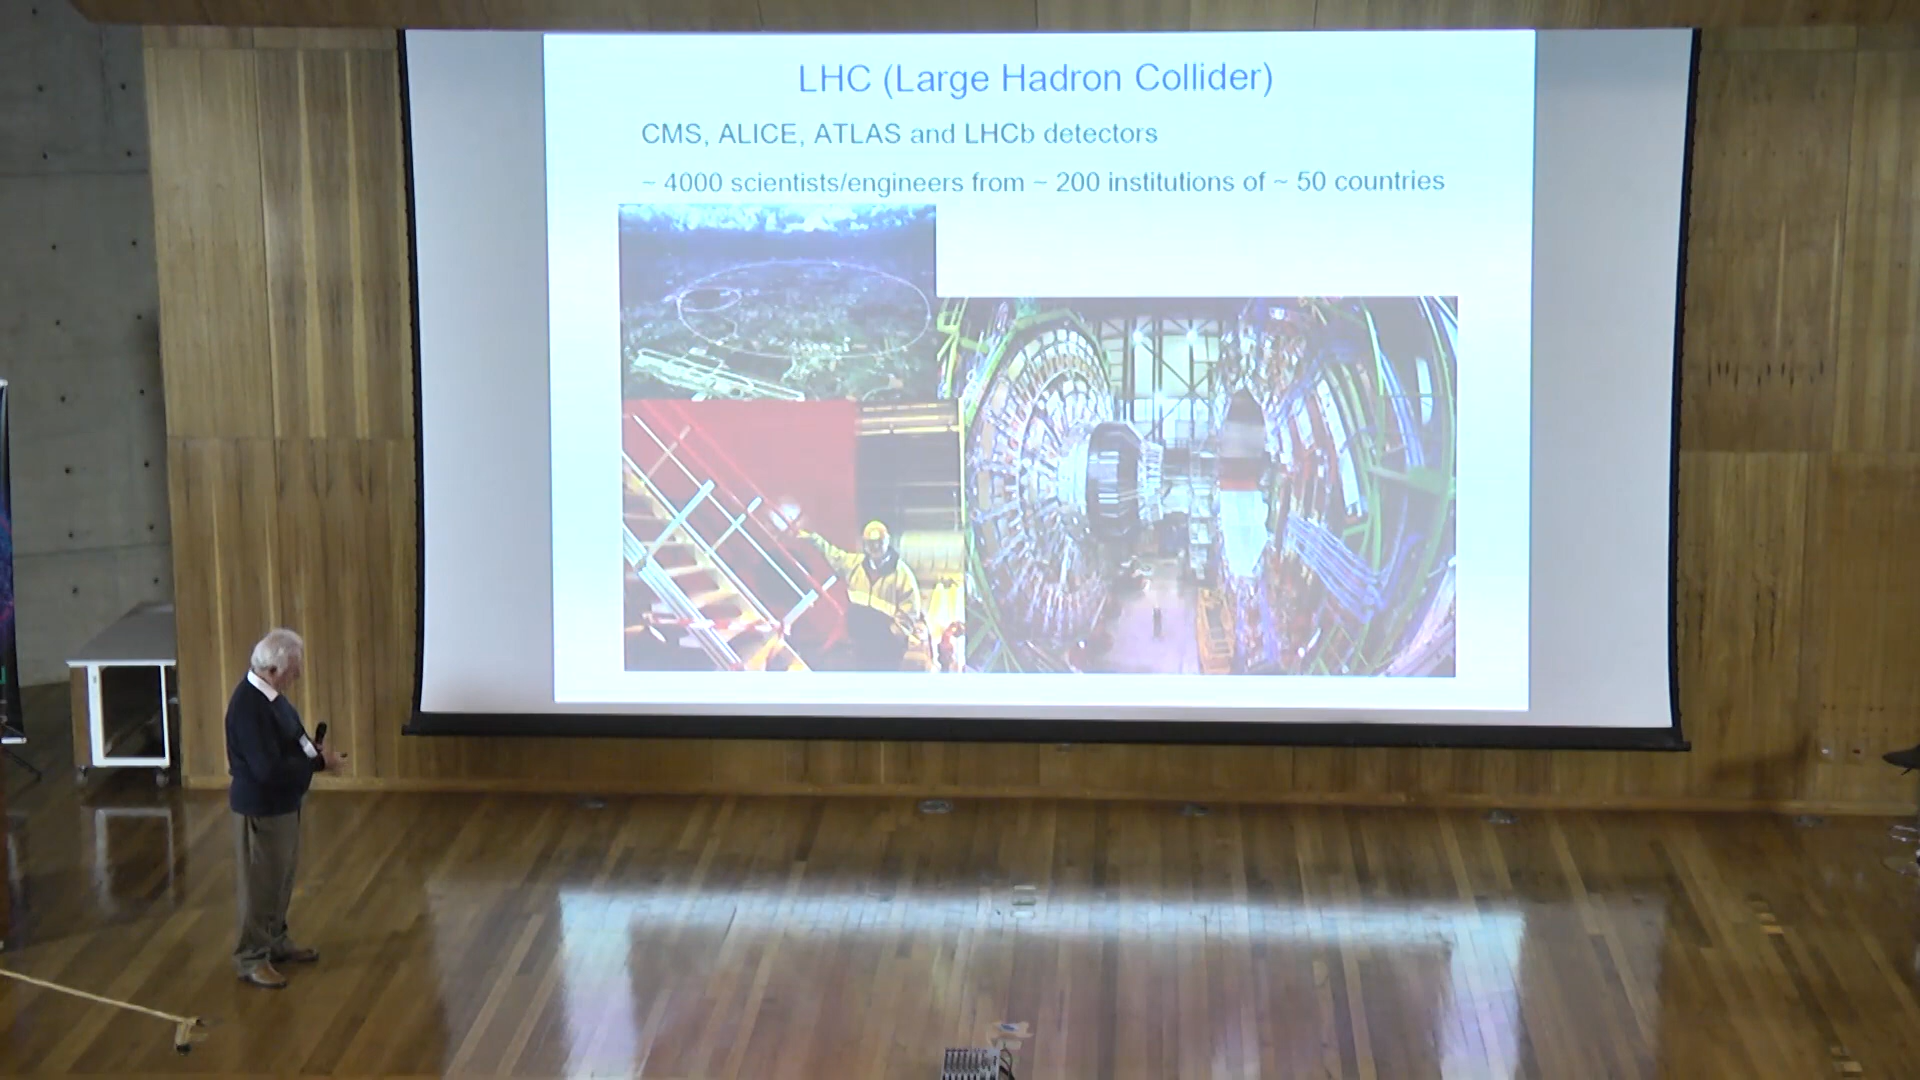 LHC (Large Hadron Collider)
CMS, ALICE, ATLAS and LHCb detectors
~ 4000 scientists/engineers from ~ 200 institutions of ~ 50 countries